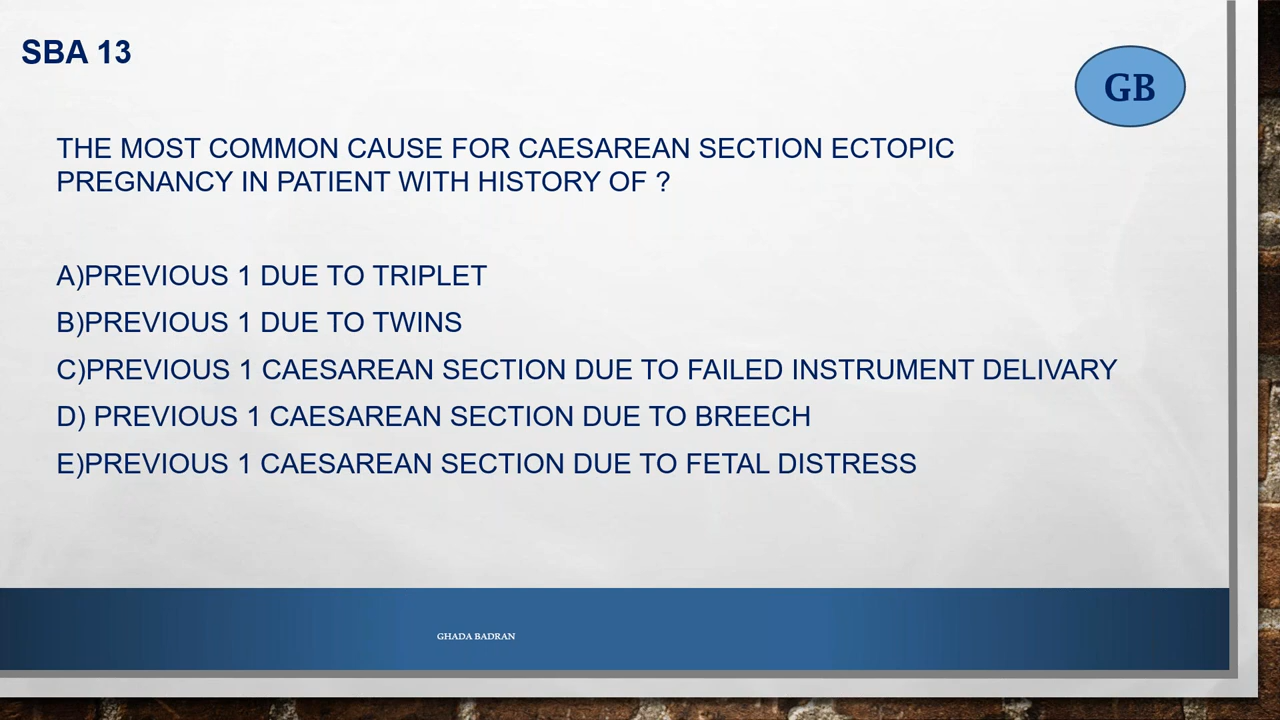 SBA 13
GB
THE MOST COMMON CAUSE FOR CAESAREAN SECTION ECTOPIC
PREGNANCY IN PATIENT WITH HISTORY OF ?
A)PREVIOUS 1 DUE TO TRIPLET
B)PREVIOUS 1 DUE TO TWINS
C)PREVIOUS 1 CAESAREAN SECTION DUE TO FAILED INSTRUMENT DELIVARY
D) PREVIOUS 1 CAESAREAN SECTION DUE TO BREECH
E)PREVIOUS 1 CAESAREAN SECTION DUE TO FETAL DISTRESS
GHADA BADRAN